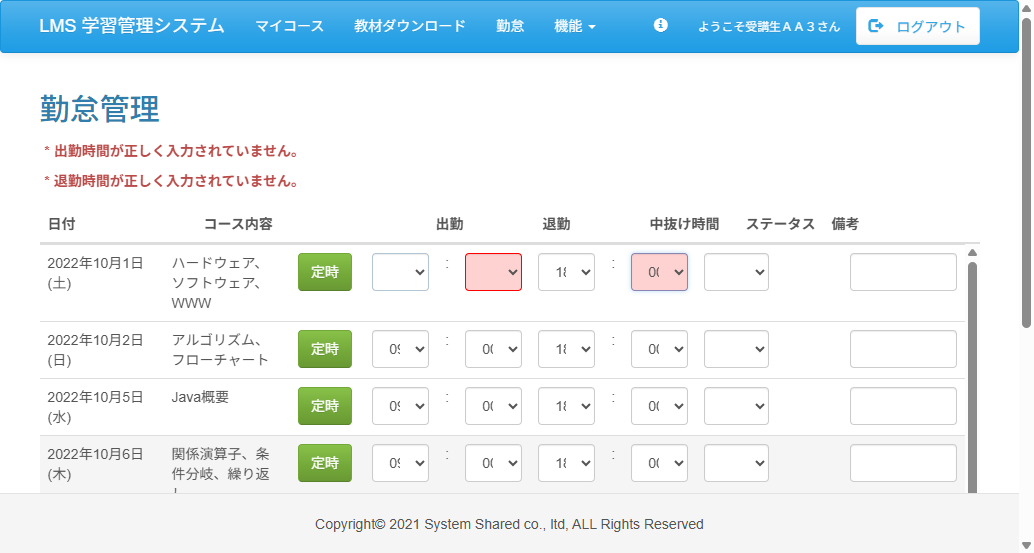 LMS 学習管理システム マイコース 教材ダウンロード 勤怠 機能 ようこそ受講生ＡＡ３さん ログアウト
勤怠管理
* 出勤時間が正しく入力されていません。
* 退勤時間が正しく入力されていません。
日付 コース内容 出勤 退勤 中抜け時間 ステータス 備考
2022年10月1日 ハードウェア、 定時 : 18 : 00
(土) ソフトウェア、
WWW
2022年10月2日 アルゴリズム、 定時 09 : 00 18 : 00
(日) フローチャート
2022年10月5日 Java概要 定時 09 : 00 18 : 00
(水)
2022年10月6日 関係演算子、条 定時 09 : 00 18 : 00
(木) 件分岐、繰り返
Copyright© 2021 System Shared co., ltd, ALL Rights Reserved